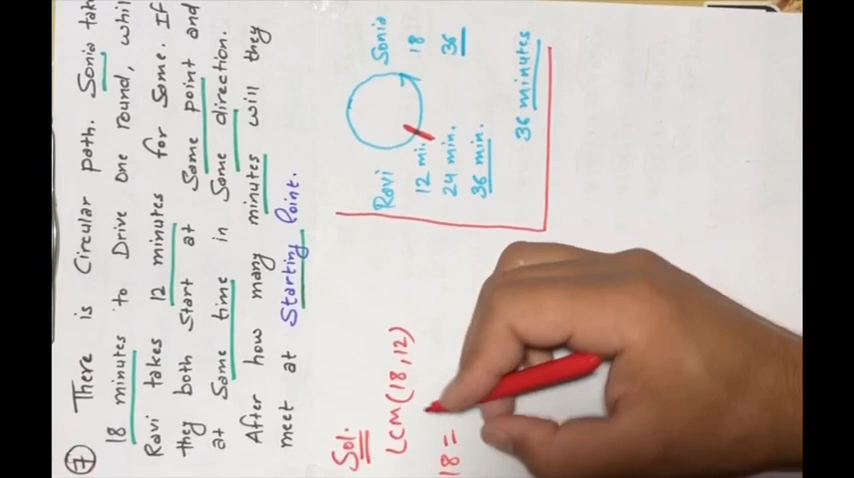 ⑦ There is Circular path. Sonia tak
18 minutes to Drive One round, whil
Ravi takes 12 minutes for Same. If
they both Start at Same point and
at Same time in Same direction.
After how many minutes will they
meet at Starting Point.
Ravi Sonia
12 mi. 18
24 min. 36
36 min.
36 minutes
Sol.
LCM(18,12)
18 =